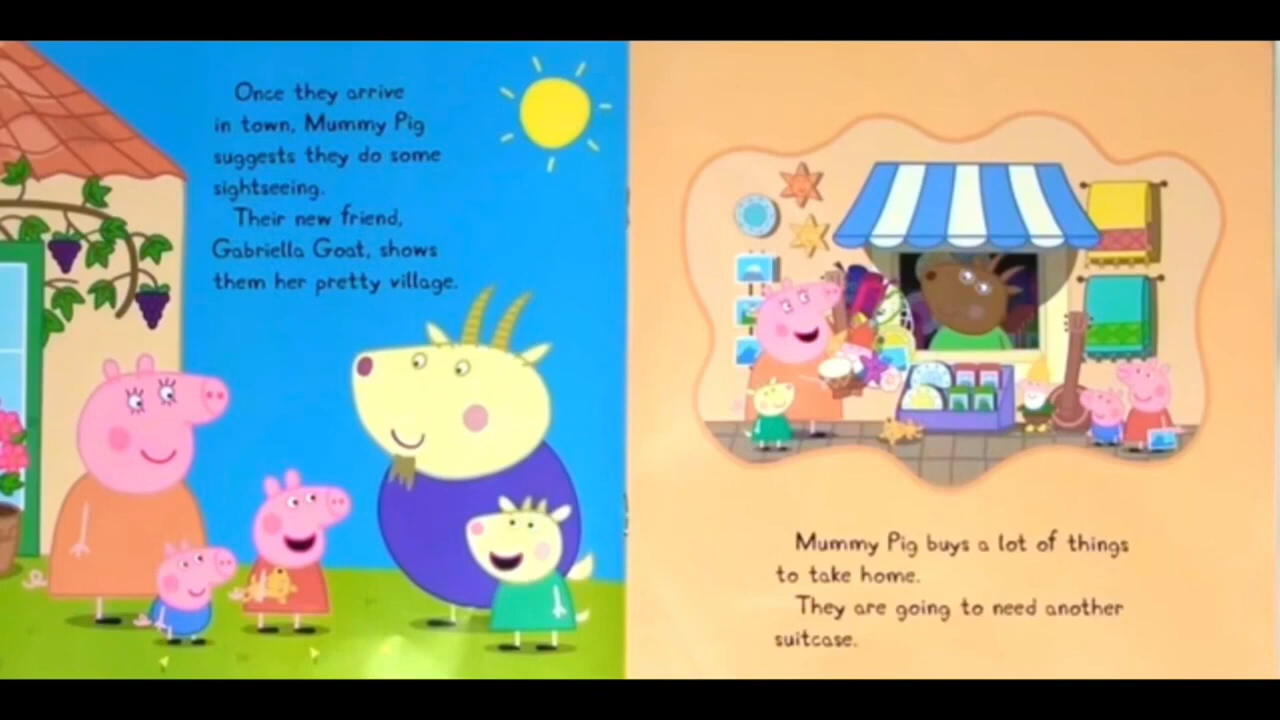 Once they arrive
in town, Mummy Pig
suggests they do some
sightseeing.
Their new friend,
Gabriella Goat, shows
them her pretty village.
Mummy Pig buys a lot of things
to take home.
They are going to need another
suitcase.